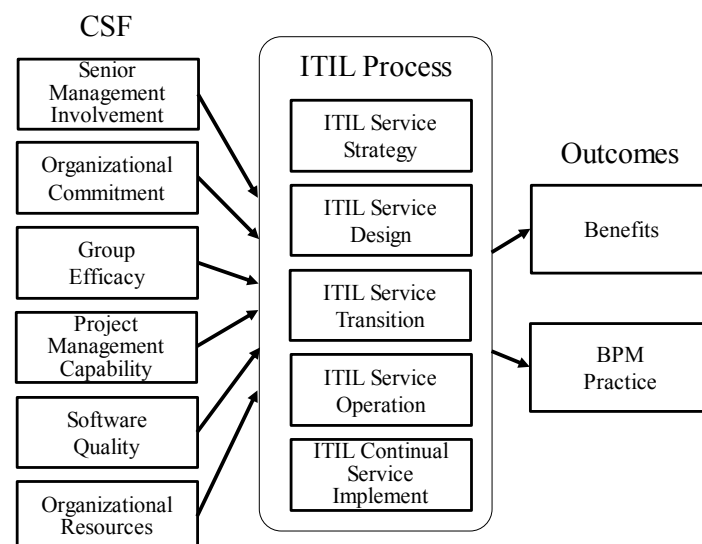 CSF
Senior
Management
Involvement
Organizational
Commitment
Group
Efficacy
Project
Management
Capability
Software
Quality
Organizational
Resources
ITIL Process
ITIL Service
Strategy
ITIL Service
Design
ITIL Service
Transition
ITIL Service
Operation
ITIL Continual
Service
Implement
Outcomes
Benefits
BPM
Practice